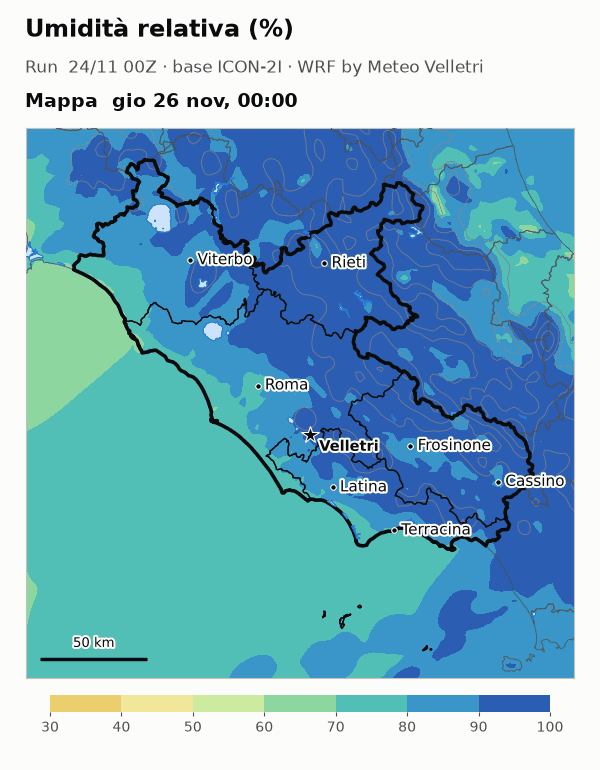 Umidità relativa (%)
Run  24/11 00Z · base ICON-2I · WRF by Meteo Velletri
Mappa  gio 26 nov, 00:00
Viterbo
Rieti
Roma
Velletri
Frosinone
Latina
Cassino
Terracina
50 km
30 40 50 60 70 80 90 100